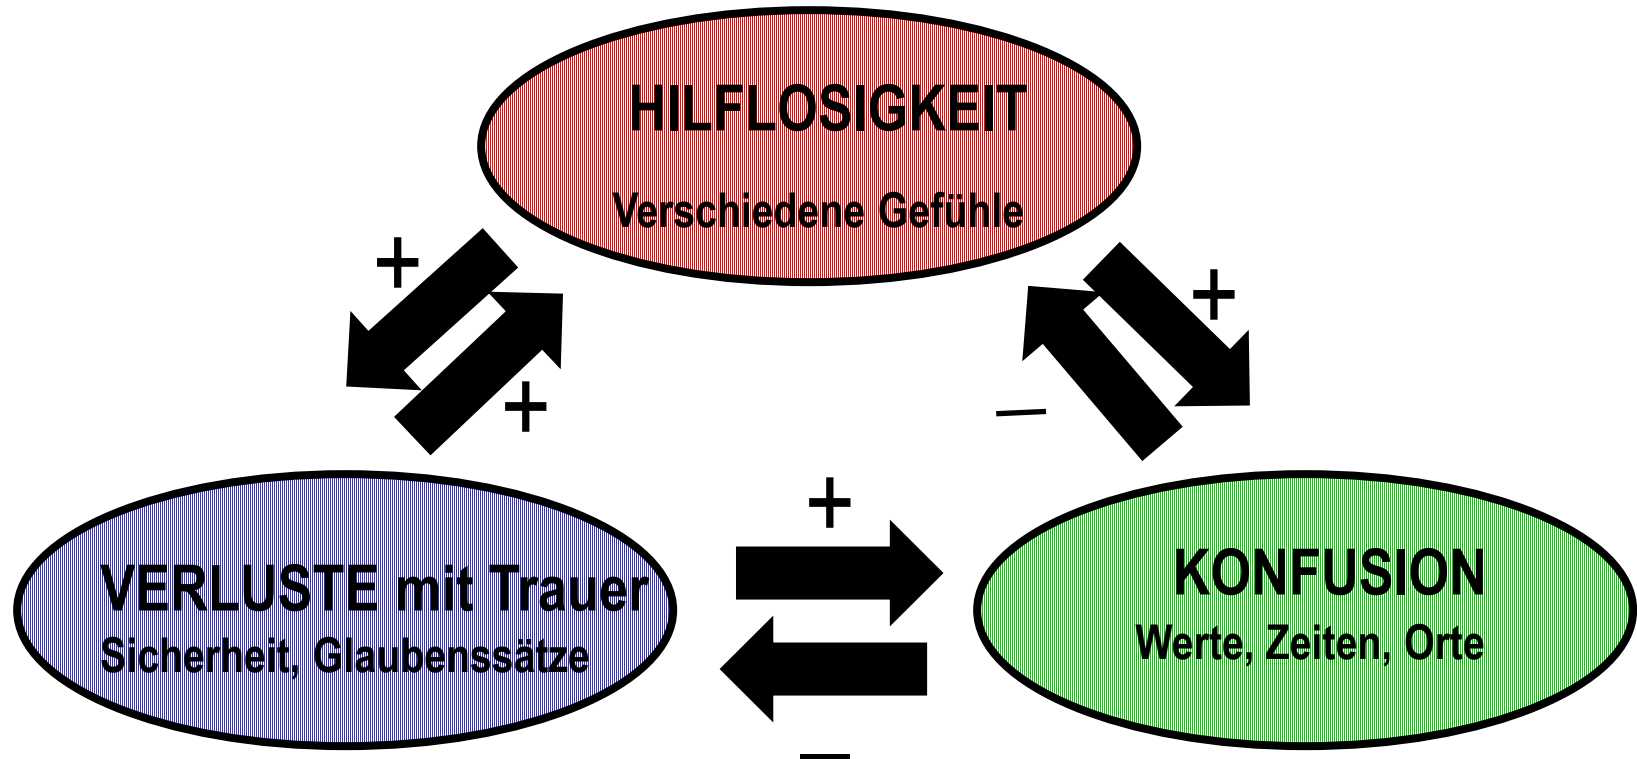 HILFLOSIGKEIT
Verschiedene Gefühle
+
+
+
–
+
VERLUSTE mit Trauer
Sicherheit, Glaubenssätze
KONFUSION
Werte, Zeiten, Orte
–